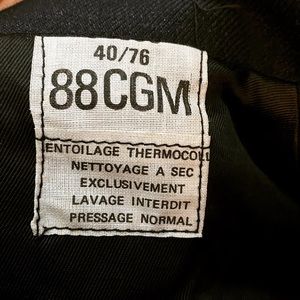 40/76
88CGM
ENTOILAGE THERMOCOLL
NETTOYAGE A SEC
EXCLUSIVEMENT
LAVAGE INTERDIT
PRESSAGE NORMAL